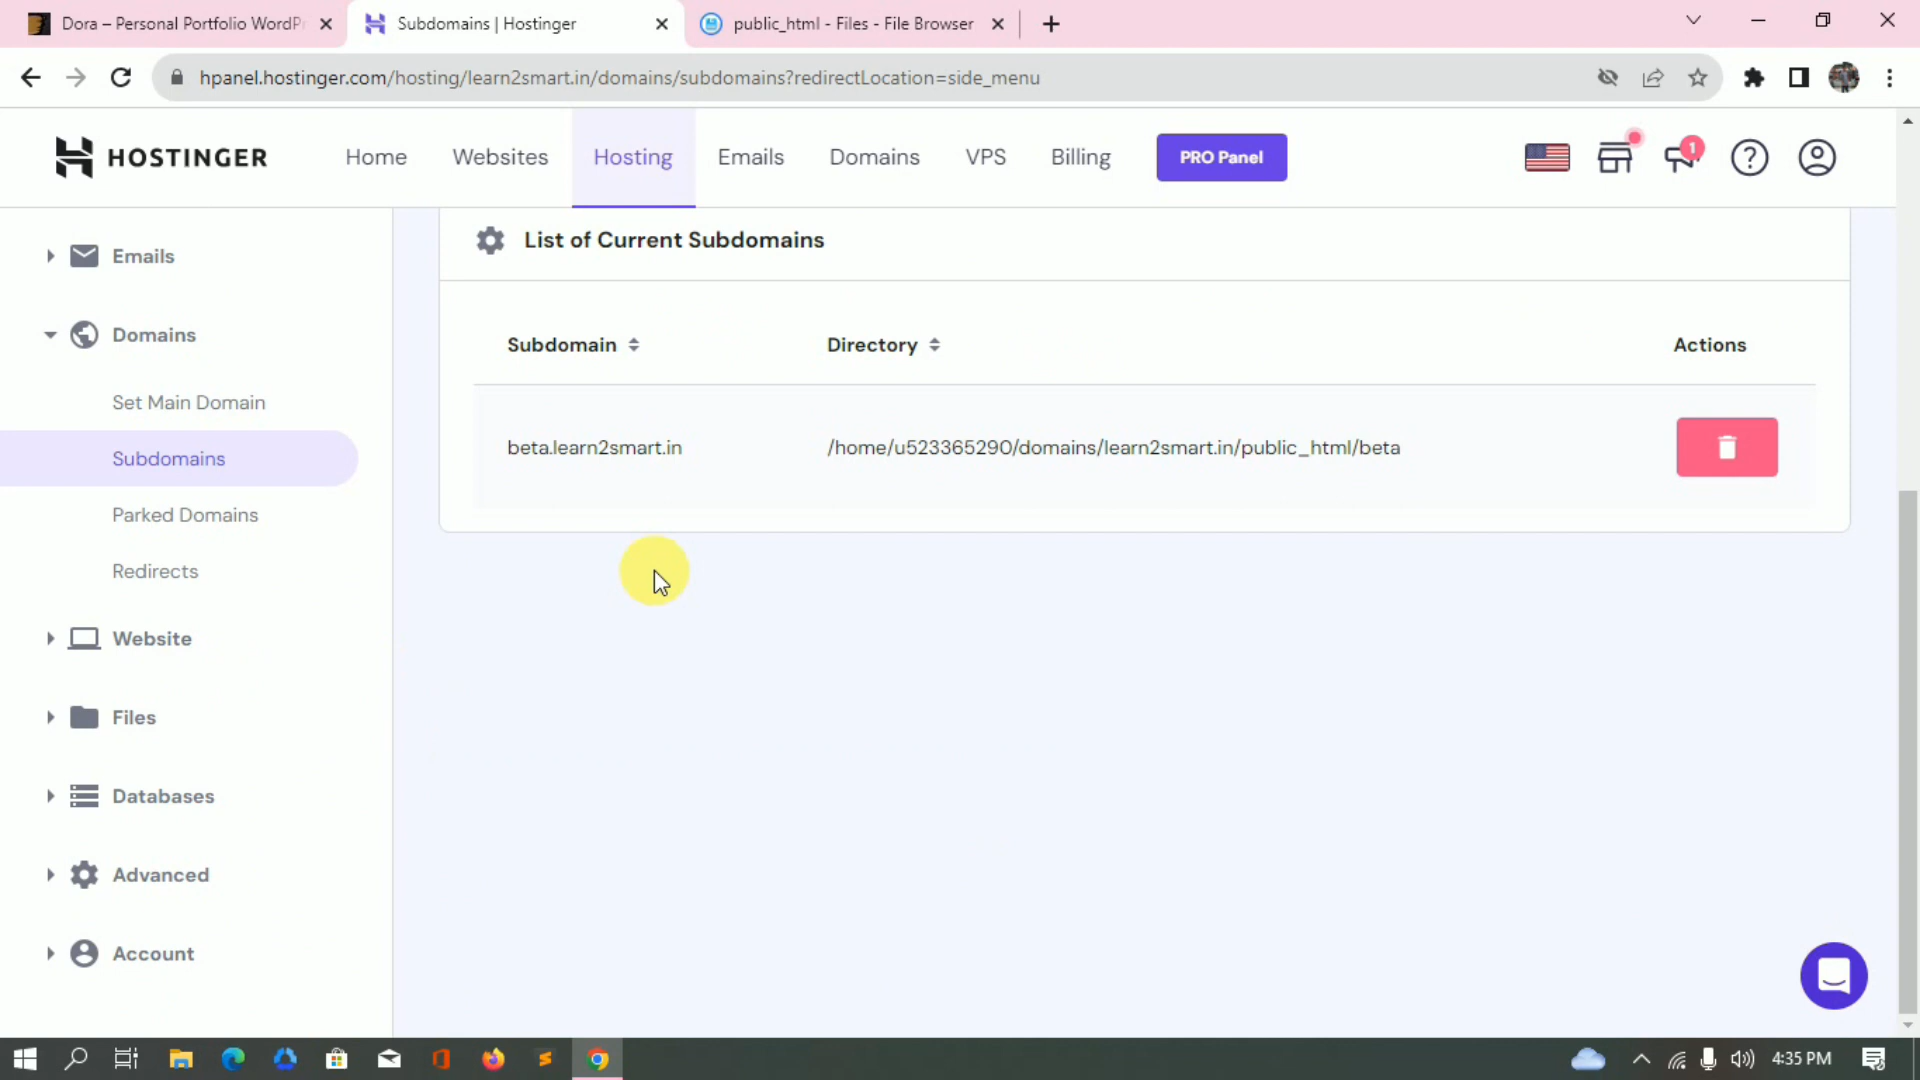 Dora – Personal Portfolio WordPr
Subdomains | Hostinger
public_html - Files - File Browser
hpanel.hostinger.com/hosting/learn2smart.in/domains/subdomains?redirectLocation=side_menu
HOSTINGER
Home
Websites
Hosting
Emails
Domains
VPS
Billing
PRO Panel
1
Emails
Domains
Set Main Domain
Subdomains
Parked Domains
Redirects
Website
Files
Databases
Advanced
Account
List of Current Subdomains
Subdomain
Directory
Actions
beta.learn2smart.in
/home/u523365290/domains/learn2smart.in/public_html/beta
4:35 PM